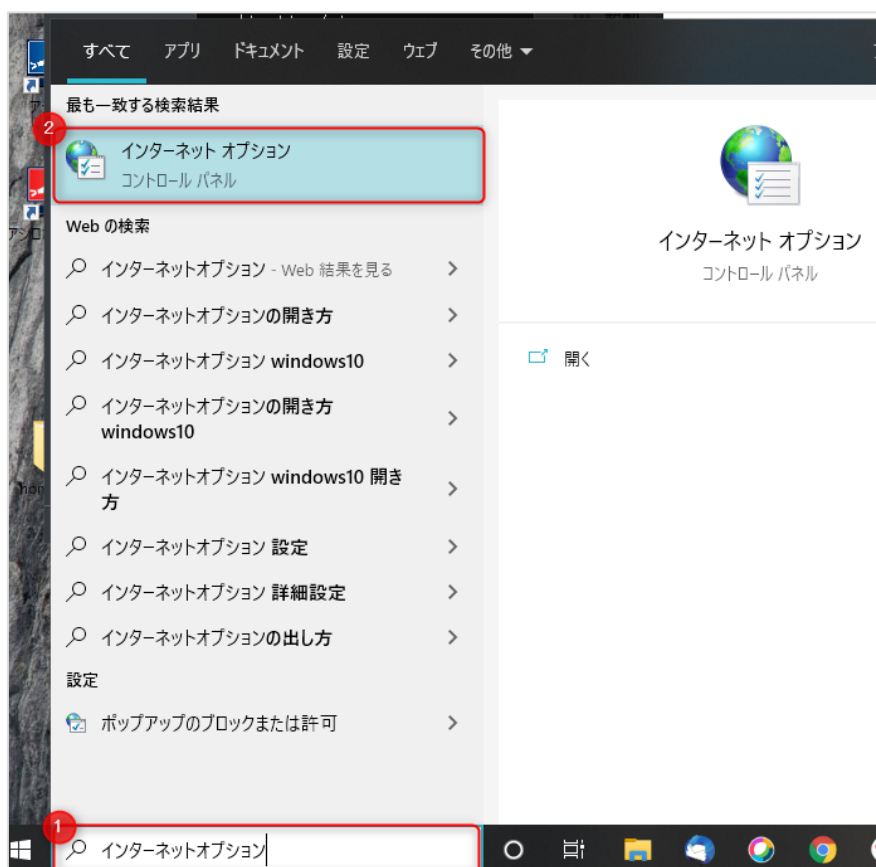 すべて アプリ ドキュメント 設定 ウェブ その他
最も一致する検索結果
2
インターネット オプション
コントロール パネル
Web の検索
インターネットオプション - Web 結果を見る
インターネットオプションの開き方
インターネットオプション windows10
インターネットオプションの開き方
windows10
インターネットオプション windows10 開き
方
インターネットオプション 設定
インターネットオプション 詳細設定
インターネットオプションの出し方
設定
ポップアップのブロックまたは許可
1
インターネットオプション
インターネット オプション
コントロール パネル
開く